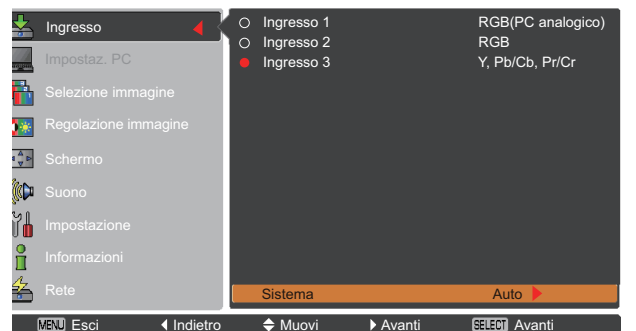 Ingresso
Impostaz. PC
Selezione immagine
Regolazione immagine
Schermo
Suono
Impostazione
Informazioni
Rete
Ingresso 1 RGB(PC analogico)
Ingresso 2 RGB
Ingresso 3 Y, Pb/Cb, Pr/Cr
Sistema Auto
MENU Esci Indietro Muovi Avanti SELECT Avanti